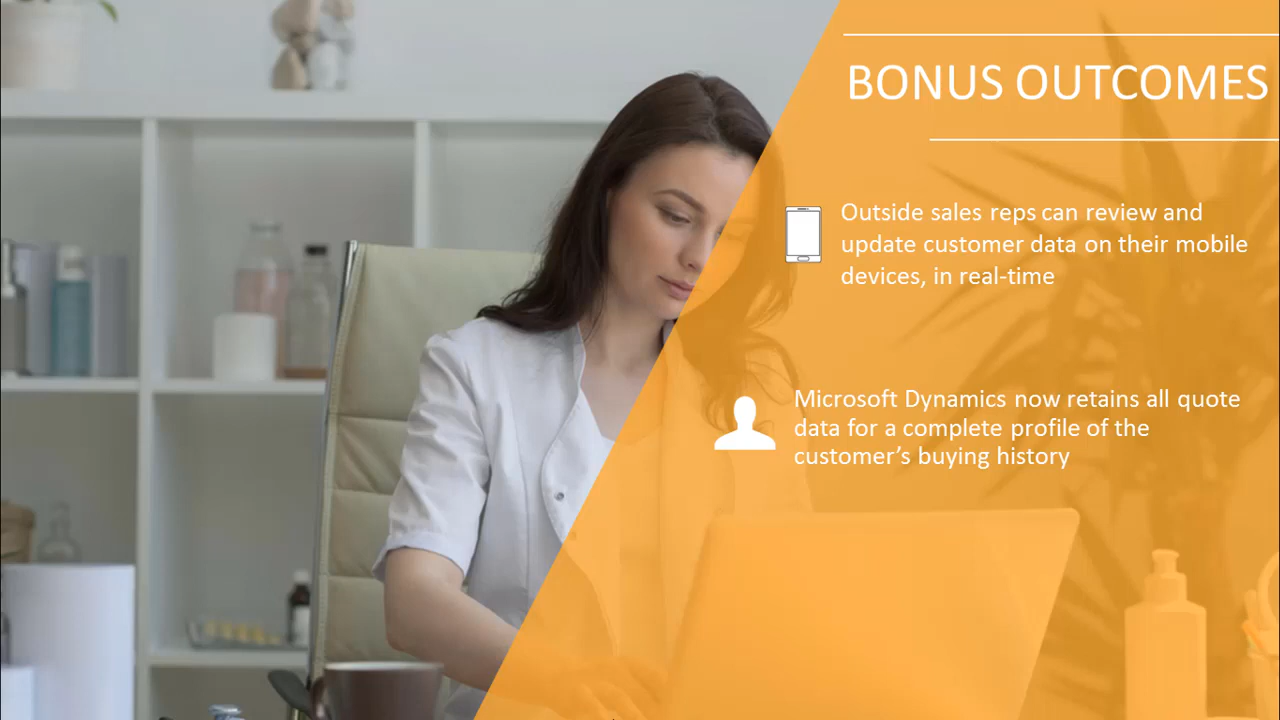 BONUS OUTCOMES
Outside sales reps can review and
update customer data on their mobile
devices, in real-time
Microsoft Dynamics now retains all quote
data for a complete profile of the
customer’s buying history